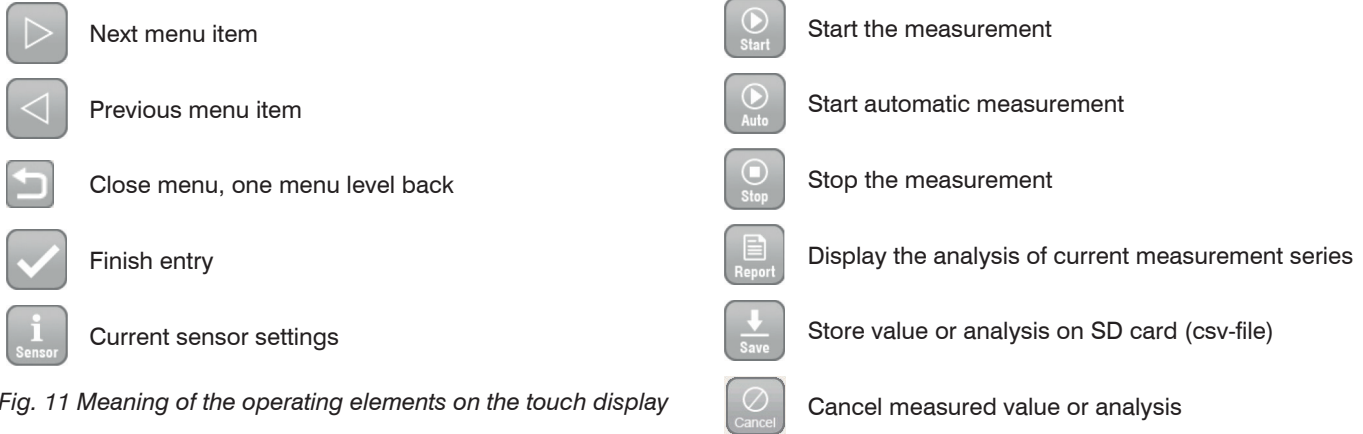 Next menu item
Previous menu item
Close menu, one menu level back
Finish entry
Sensor
Current sensor settings
Fig. 11 Meaning of the operating elements on the touch display
Start
Start the measurement
Auto
Start automatic measurement
Stop
Stop the measurement
Report
Display the analysis of current measurement series
Save
Store value or analysis on SD card (csv-file)
Cancel
Cancel measured value or analysis